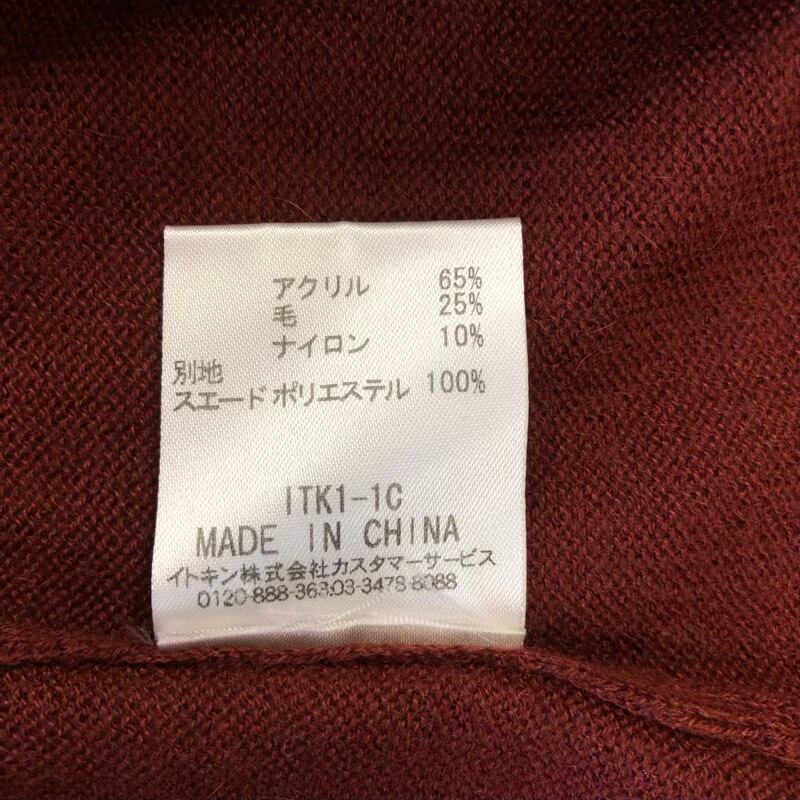 アクリル 65%
毛 25%
ナイロン 10%
別地
スエード ポリエステル 100%
ITK1-1C
MADE IN CHINA
イトキン株式会社カスタマーサービス
0120-888-363.03-3478-8088